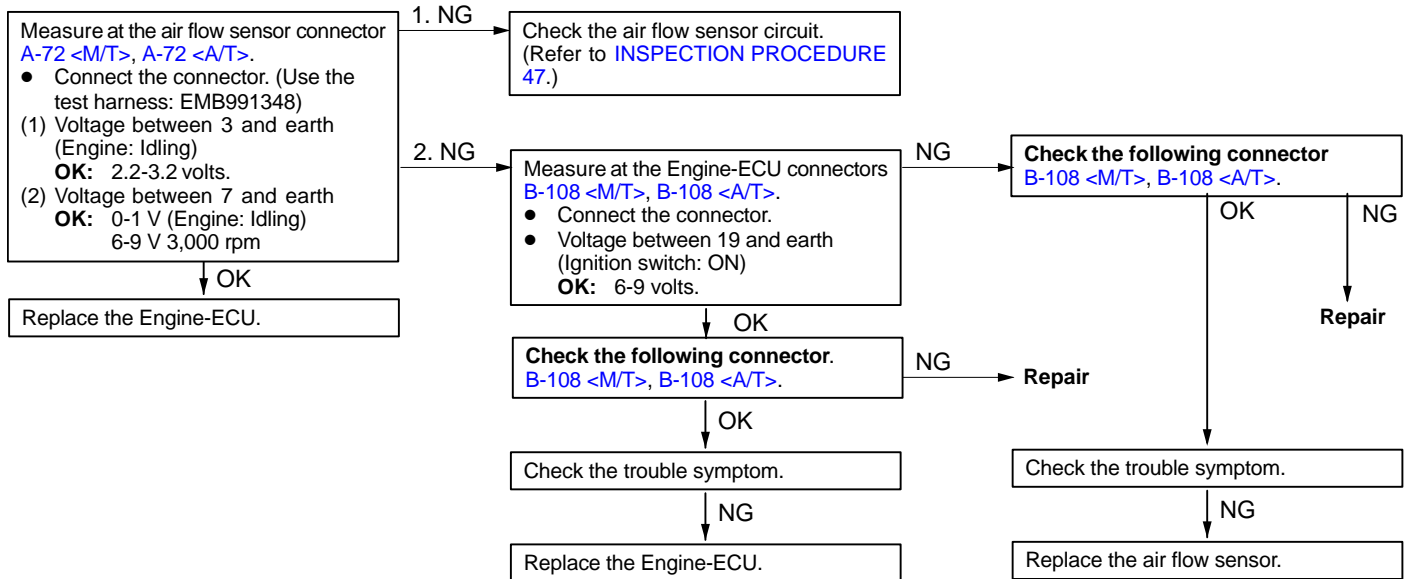 Measure at the air flow sensor connector
A-72 <M/T>, A-72 <A/T>.
● Connect the connector. (Use the
test harness: EMB991348)
(1) Voltage between 3 and earth
(Engine: Idling)
OK: 2.2-3.2 volts.
(2) Voltage between 7 and earth
OK: 0-1 V (Engine: Idling)
6-9 V 3,000 rpm
1. NG
Check the air flow sensor circuit.
(Refer to INSPECTION PROCEDURE
47.)
2. NG
Measure at the Engine-ECU connectors
B-108 <M/T>, B-108 <A/T>.
● Connect the connector.
● Voltage between 19 and earth
(Ignition switch: ON)
OK: 6-9 volts.
NG
Check the following connector
B-108 <M/T>, B-108 <A/T>.
OK
NG
Repair
OK
Replace the Engine-ECU.
OK
Check the following connector.
B-108 <M/T>, B-108 <A/T>.
NG
Repair
OK
Check the trouble symptom.
NG
Replace the Engine-ECU.
Check the trouble symptom.
NG
Replace the air flow sensor.